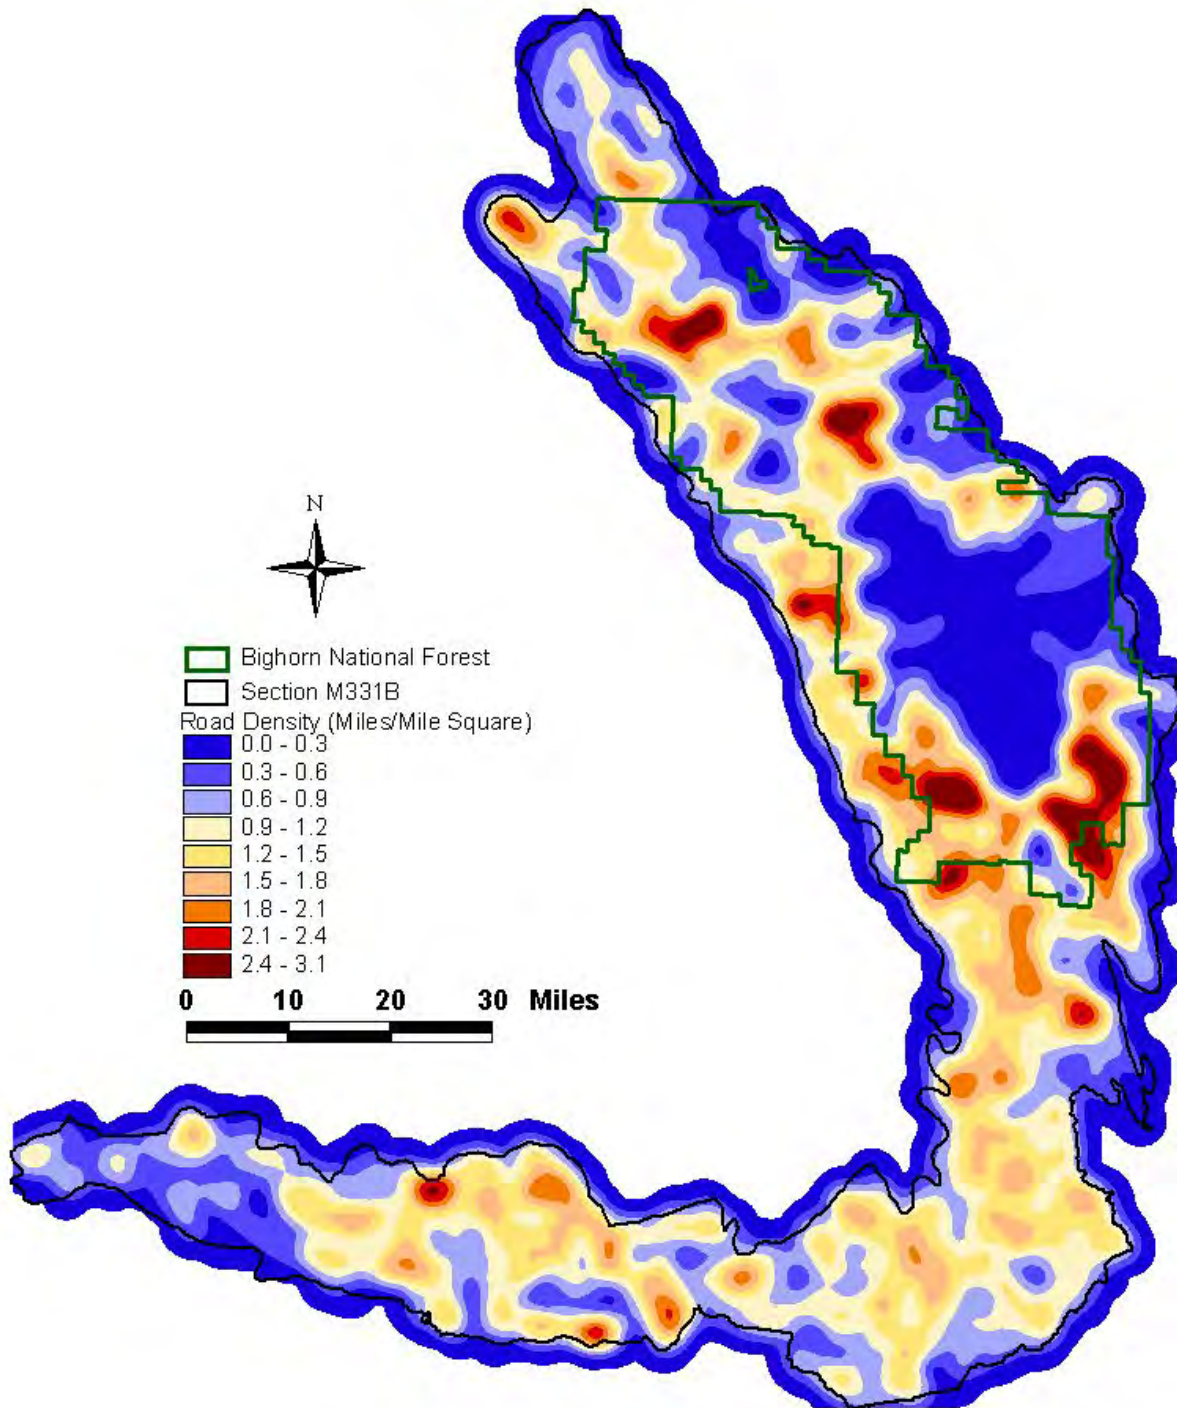 N
Bighorn National Forest
Section M331B
Road Density (Miles/Mile Square)
0.0 - 0.3
0.3 - 0.6
0.6 - 0.9
0.9 - 1.2
1.2 - 1.5
1.5 - 1.8
1.8 - 2.1
2.1 - 2.4
2.4 - 3.1
0 10 20 30 Miles